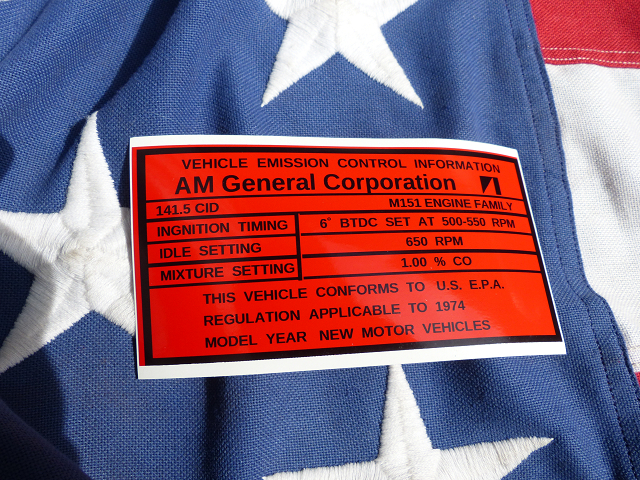 VEHICLE EMISSION CONTROL INFORMATION
AM General Corporation
141.5 CID M151 ENGINE FAMILY
INGNITION TIMING 6° BTDC SET AT 500-550 RPM
IDLE SETTING 650 RPM
MIXTURE SETTING 1.00 % CO
THIS VEHICLE CONFORMS TO U.S. E.P.A.
REGULATION APPLICABLE TO 1974
MODEL YEAR NEW MOTOR VEHICLES